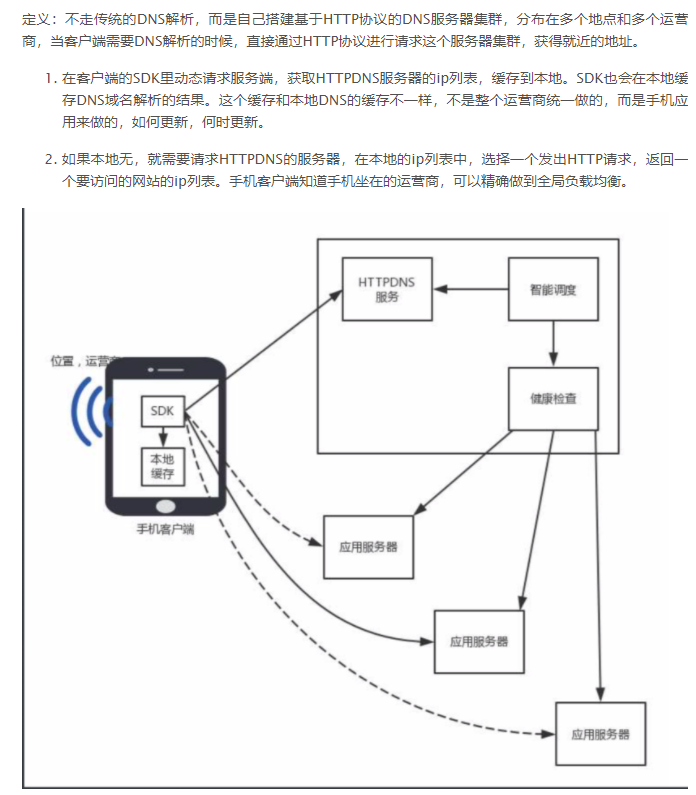 定义：不走传统的DNS解析，而是自己搭建基于HTTP协议的DNS服务器集群，分布在多个地点和多个运营
商，当客户端需要DNS解析的时候，直接通过HTTP协议进行请求这个服务器集群，获得就近的地址。
1. 在客户端的SDK里动态请求服务端，获取HTTPDNS服务器的ip列表，缓存到本地。SDK也会在本地缓
存DNS域名解析的结果。这个缓存和本地DNS的缓存不一样，不是整个运营商统一做的，而是手机应
用来做的，如何更新，何时更新。
2. 如果本地无，就需要请求HTTPDNS的服务器，在本地的ip列表中，选择一个发出HTTP请求，返回一
个要访问的网站的ip列表。手机客户端知道手机坐在的运营商，可以精确做到全局负载均衡。
HTTPDNS
服务
智能调度
位置，运营商
SDK
健康检查
本地
缓存
手机客户端
应用服务器
应用服务器
应用服务器